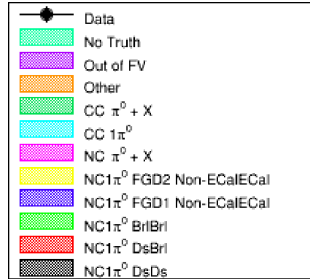 Data
No Truth
Out of FV
Other
CC π⁰ + X
CC 1π⁰
NC π⁰ + X
NC1π⁰ FGD2 Non-ECalECal
NC1π⁰ FGD1 Non-ECalECal
NC1π⁰ BrlBrl
NC1π⁰ DsBrl
NC1π⁰ DsDs